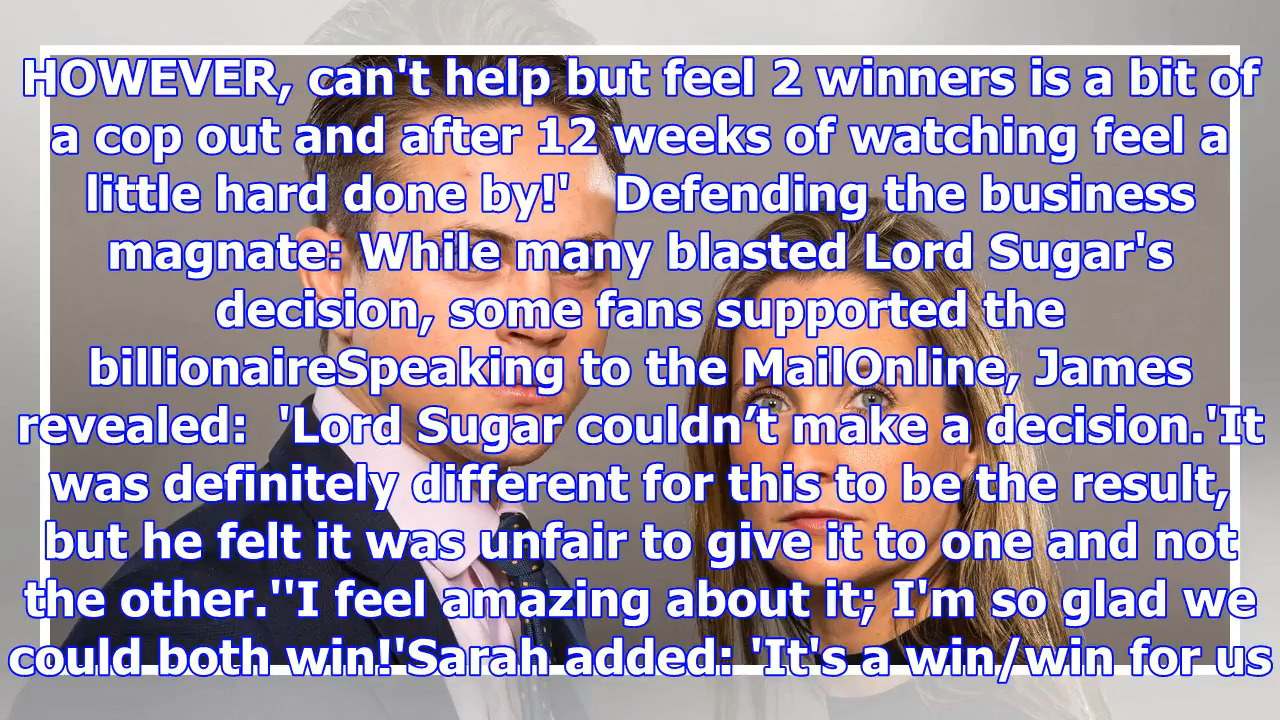 HOWEVER, can't help but feel 2 winners is a bit of
a cop out and after 12 weeks of watching feel a
little hard done by!'   Defending the business
magnate: While many blasted Lord Sugar's
decision, some fans supported the
billionaireSpeaking to the MailOnline, James
revealed:  'Lord Sugar couldn’t make a decision.'It
was definitely different for this to be the result,
but he felt it was unfair to give it to one and not
the other.''I feel amazing about it; I'm so glad we
could both win!'Sarah added: 'It's a win/win for us